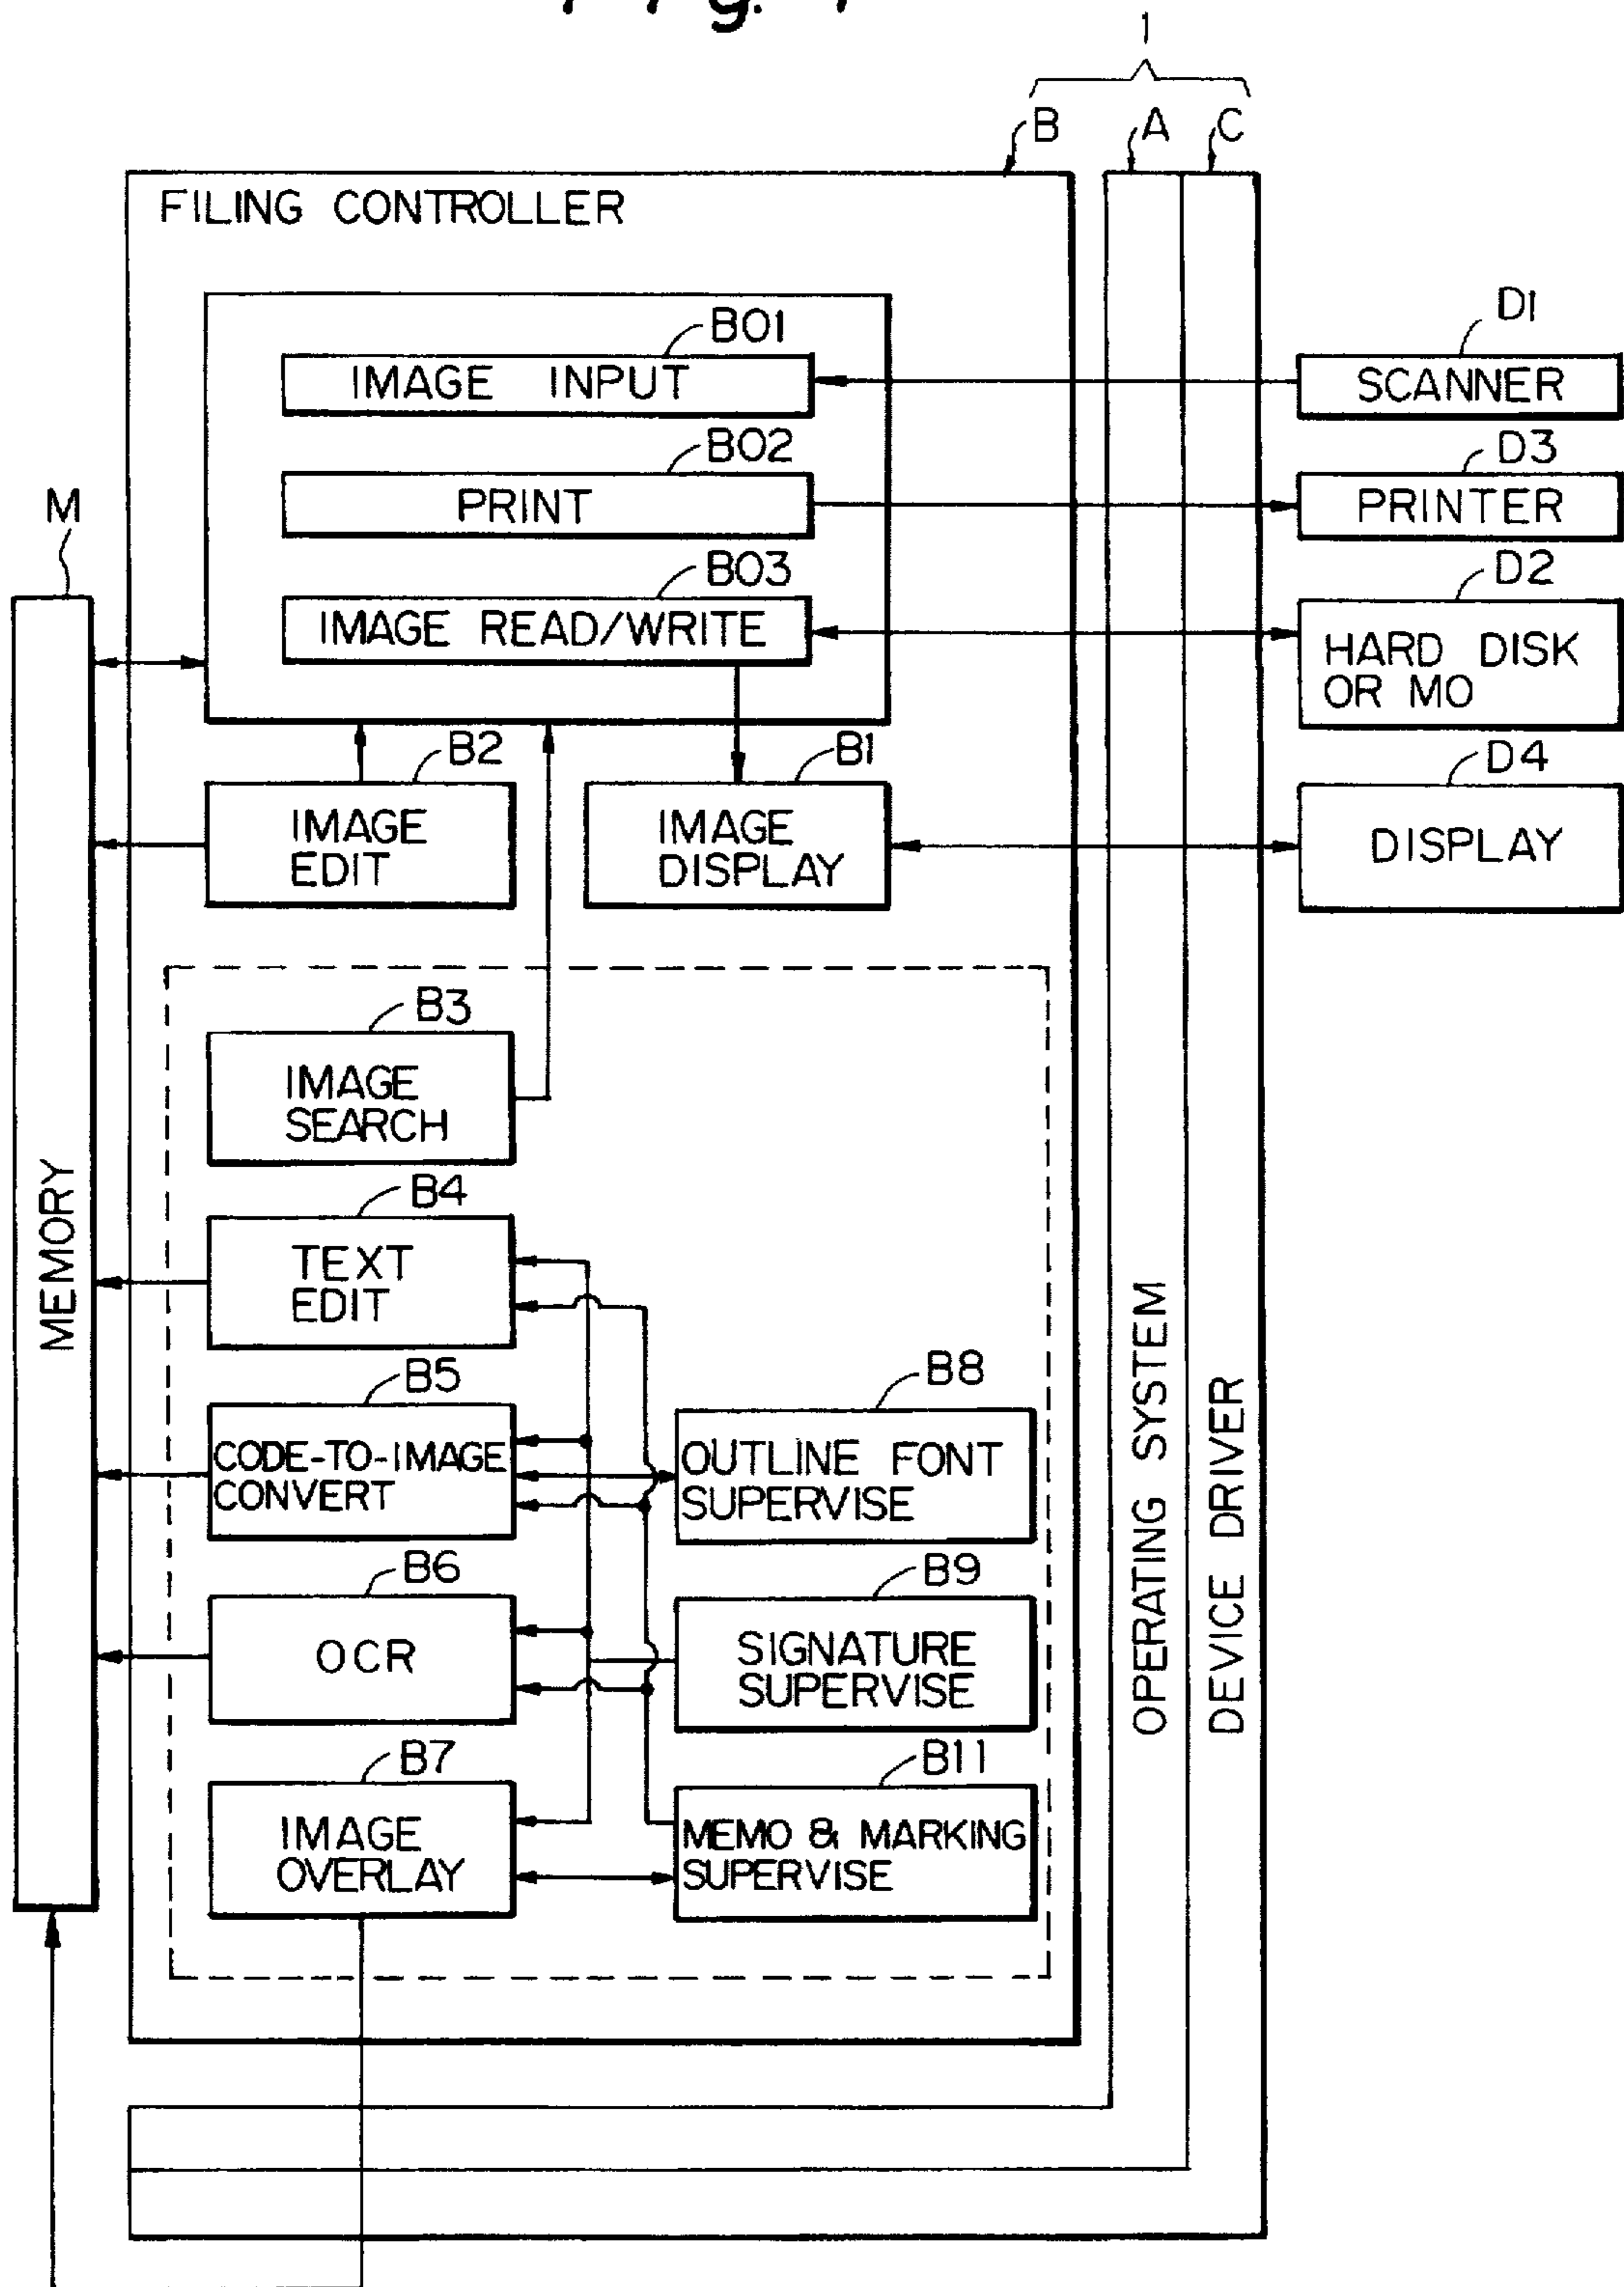 1
B
A
C
FILING CONTROLLER
B01
IMAGE INPUT
D1
SCANNER
B02
PRINT
D3
PRINTER
M
B03
IMAGE READ/WRITE
D2
HARD DISK
OR MO
B2
IMAGE
EDIT
B1
IMAGE
DISPLAY
D4
DISPLAY
B3
IMAGE
SEARCH
MEMORY
B4
TEXT
EDIT
B5
CODE-TO-IMAGE
CONVERT
B8
OUTLINE FONT
SUPERVISE
OPERATING SYSTEM
DEVICE DRIVER
B6
OCR
B9
SIGNATURE
SUPERVISE
B7
IMAGE
OVERLAY
B11
MEMO & MARKING
SUPERVISE